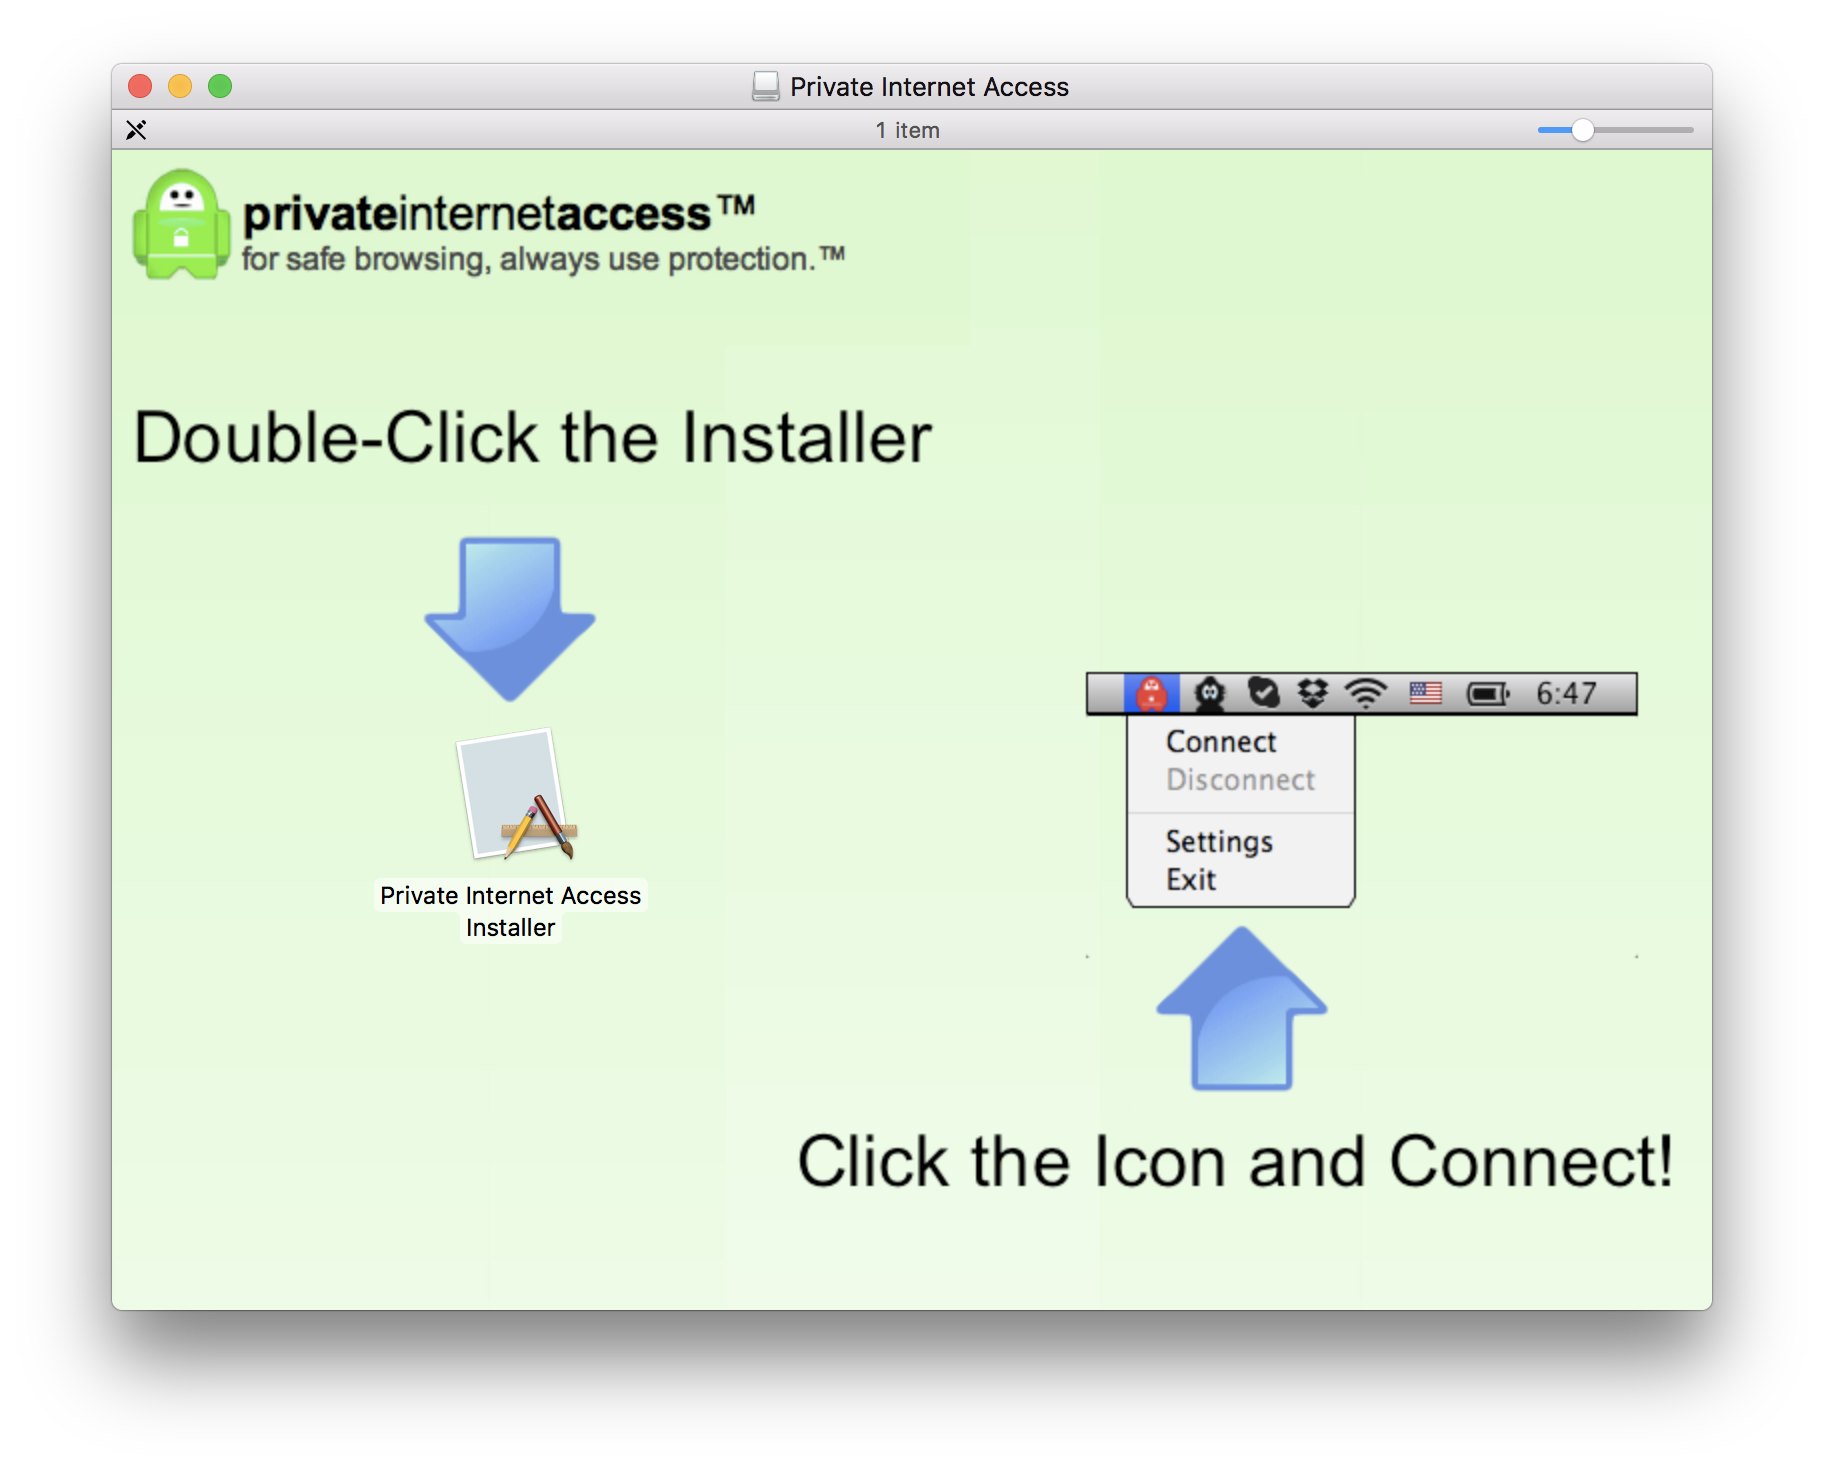 Private Internet Access
1 item
privateinternetaccess™
for safe browsing, always use protection.™
Double-Click the Installer
Private Internet Access
Installer
6:47
Connect
Disconnect
Settings
Exit
Click the Icon and Connect!